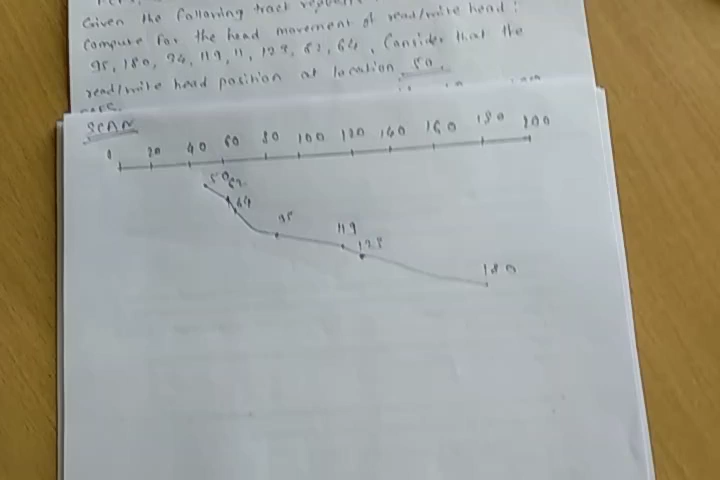 Given the following track
Compute for the head movement of read/write head:
95, 180, 34, 119, 11, 123, 62, 64. Consider that the
read/write head position at location 50.
SCAN
0 20 40 60 80 100 120 140 160 180 200
50 62
64
95
119
123
180